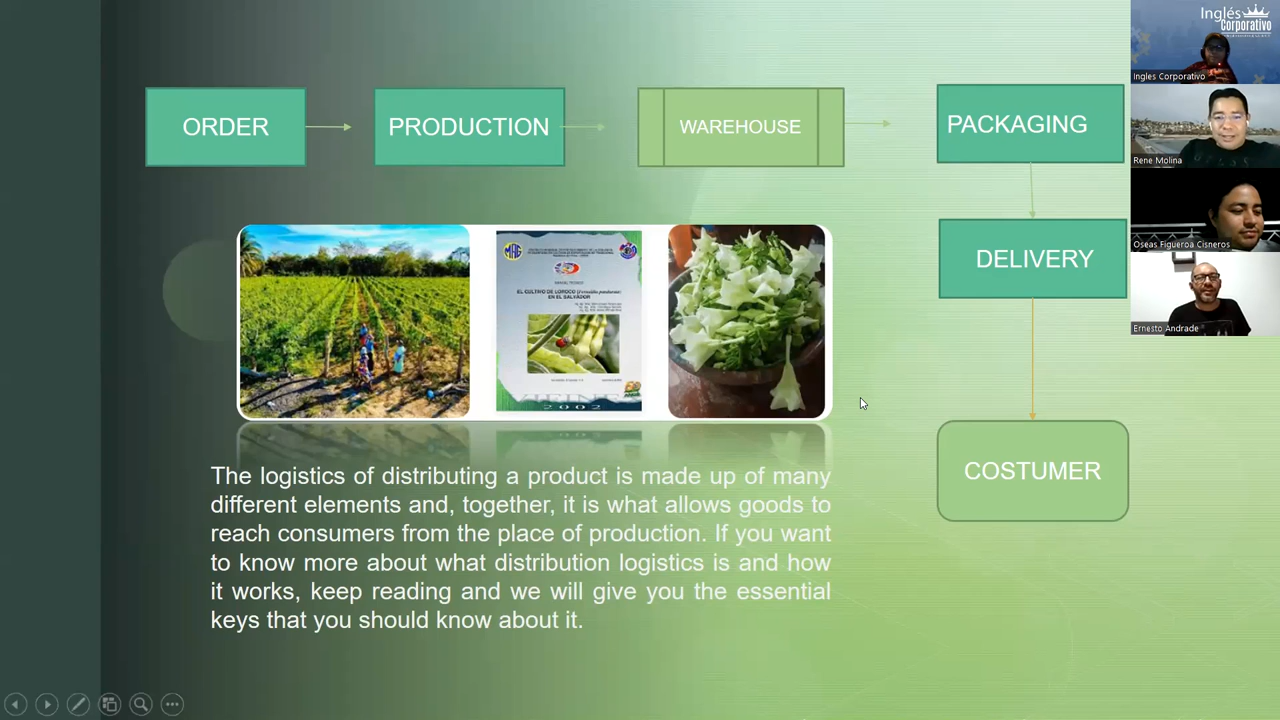 Inglés
Corporativo
ORDER
PRODUCTION
WAREHOUSE
PACKAGING
DELIVERY
COSTUMER
MAG
EL CULTIVO DE LOROCO
EN EL SALVADOR
2002
The logistics of distributing a product is made up of many
different elements and, together, it is what allows goods to
reach consumers from the place of production. If you want
to know more about what distribution logistics is and how
it works, keep reading and we will give you the essential
keys that you should know about it.
Ingles Corporativo
Rene Molina
Oseas Figueroa Cisneros
Ernesto Andrade